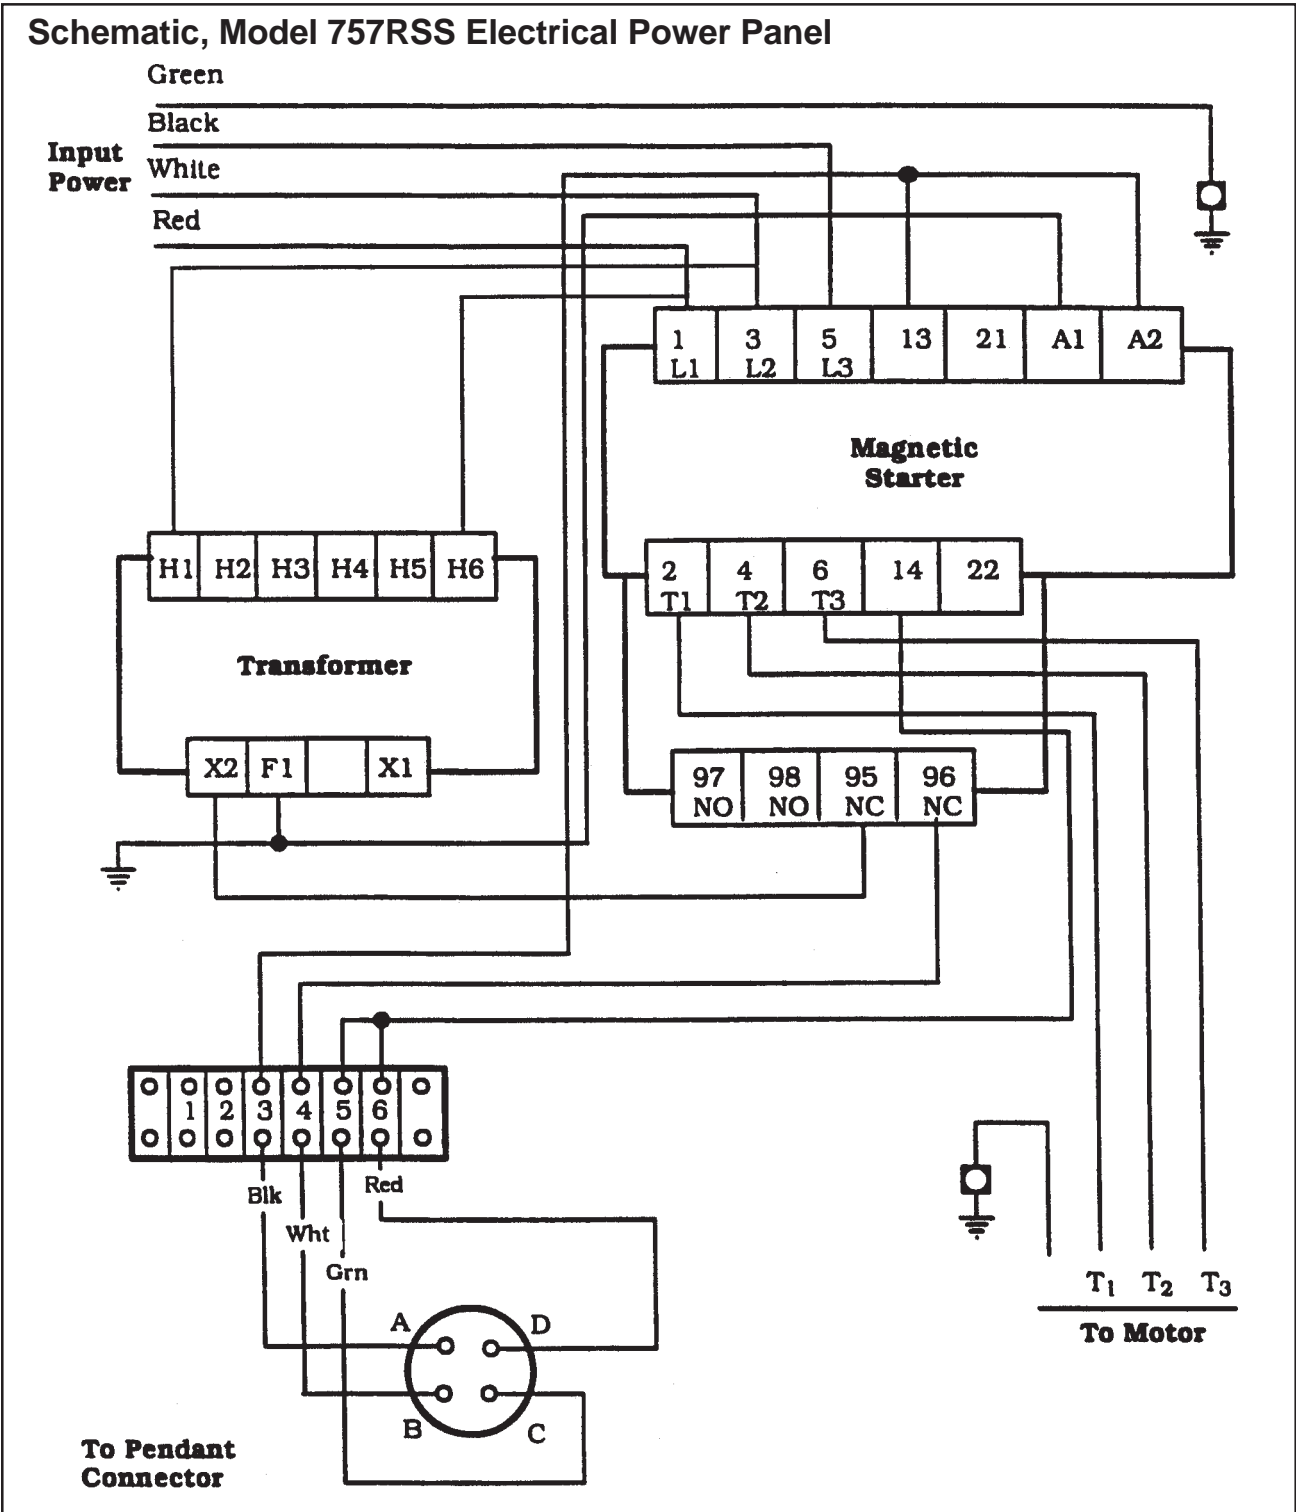 Schematic, Model 757RSS Electrical Power Panel
Green
Black
Input
Power
White
Red
1 3 5 13 21 A1 A2
L1 L2 L3
Magnetic
Starter
H1 H2 H3 H4 H5 H6
2 4 6 14 22
T1 T2 T3
Transformer
X2 F1 X1
97 98 95 96
NO NO NC NC
1 2 3 4 5 6
Blk
Red
Wht
Grn
T1 T2 T3
To Motor
A D
B C
To Pendant
Connector